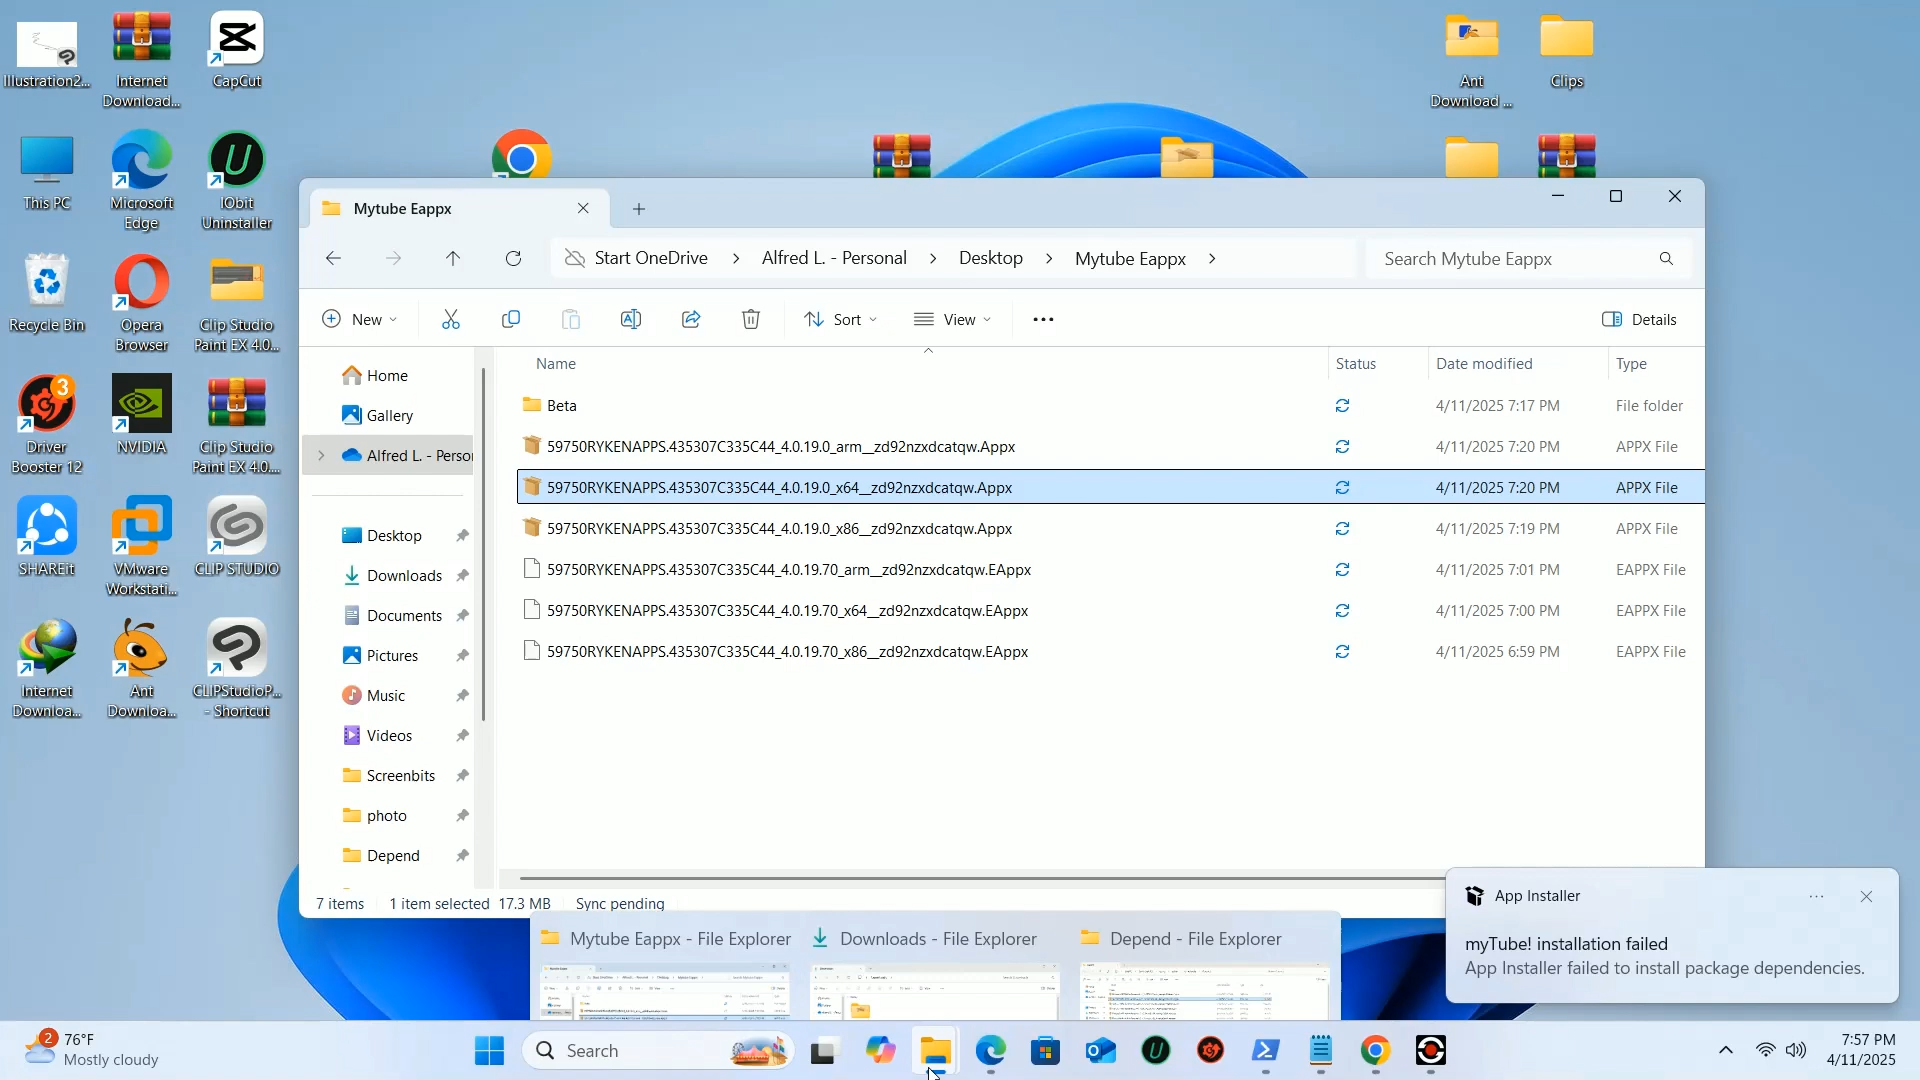 Illustration2...
Internet
Download...
CapCut
Ant
Download ...
Clips
This PC
Microsoft
Edge
IObit
Uninstaller
Recycle Bin
Opera
Browser
Clip Studio
Paint EX 4.0...
3
Driver
Booster 12
NVIDIA
Clip Studio
Paint EX 4.0....
SHAREit
VMware
Workstati...
CLIP STUDIO
Internet
Downloa...
Ant
Downloa...
CLIPStudioP...
- Shortcut
Mytube Eappx
Start OneDrive
Alfred L. - Personal
Desktop
Mytube Eappx
Search Mytube Eappx
New
Sort
View
Details
Home
Gallery
Alfred L. - Perso
Desktop
Downloads
Documents
Pictures
Music
Videos
Screenbits
photo
Depend
Name Status Date modified Type
Beta 4/11/2025 7:17 PM File folder
59750RYKENAPPS.435307C335C44_4.0.19.0_arm__zd92nzxdcatqw.Appx 4/11/2025 7:20 PM APPX File
59750RYKENAPPS.435307C335C44_4.0.19.0_x64__zd92nzxdcatqw.Appx 4/11/2025 7:20 PM APPX File
59750RYKENAPPS.435307C335C44_4.0.19.0_x86__zd92nzxdcatqw.Appx 4/11/2025 7:19 PM APPX File
59750RYKENAPPS.435307C335C44_4.0.19.70_arm__zd92nzxdcatqw.EAppx 4/11/2025 7:01 PM EAPPX File
59750RYKENAPPS.435307C335C44_4.0.19.70_x64__zd92nzxdcatqw.EAppx 4/11/2025 7:00 PM EAPPX File
59750RYKENAPPS.435307C335C44_4.0.19.70_x86__zd92nzxdcatqw.EAppx 4/11/2025 6:59 PM EAPPX File
7 items 1 item selected 17.3 MB Sync pending
Mytube Eappx - File Explorer
Downloads - File Explorer
Depend - File Explorer
App Installer
myTube! installation failed
App Installer failed to install package dependencies.
2
76°F
Mostly cloudy
Search
7:57 PM
4/11/2025